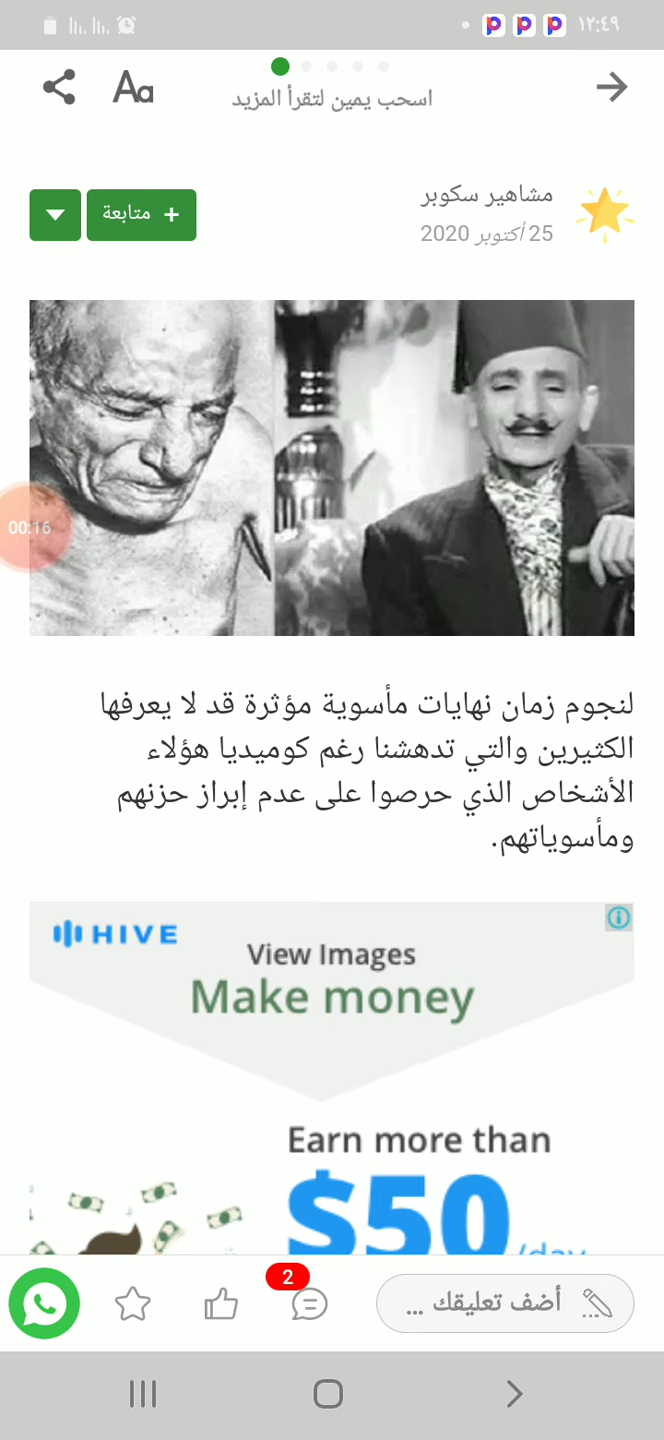 ١٢:٤٩
اسحب يمين لتقرأ المزيد
Aa
مشاهير سكوبر
25 أكتوبر 2020
+ متابعة
00:16
لنجوم زمان نهايات مأسوية مؤثرة قد لا يعرفها
الكثيرين والتي تدهشنا رغم كوميديا هؤلاء
الأشخاص الذي حرصوا على عدم إبراز حزنهم
ومأسوياتهم.
HIVE
View Images
Make money
Earn more than
$50
/day
2
أضف تعليقك ...